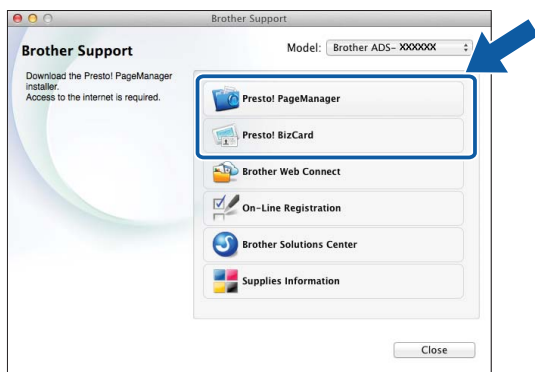 Brother Support
Brother Support
Model: Brother ADS- XXXXXX
Download the Presto! PageManager
installer.
Access to the internet is required.
Presto! PageManager
Presto! BizCard
Brother Web Connect
On-Line Registration
Brother Solutions Center
Supplies Information
Close